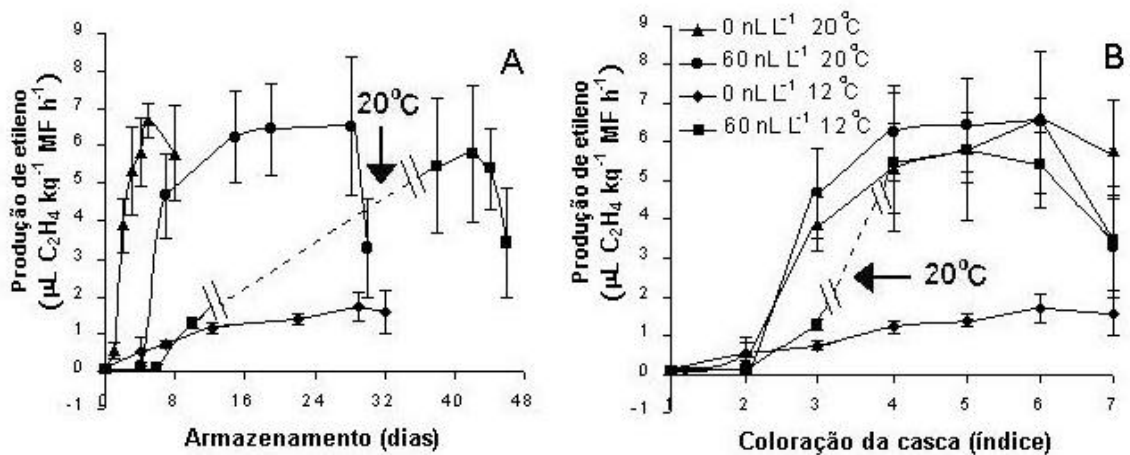 Produção de etileno
(µL C2H4 kg-1 MF h-1)
9
8
7
6
5
4
3
2
1
0
-1
0 8 16 24 32 40 48
Armazenamento (dias)
A
20°C
Produção de etileno
(µL C2H4 kg-1 MF h-1)
9
8
7
6
5
4
3
2
1
0
-1
1 2 3 4 5 6 7
Coloração da casca (índice)
0 nL L-1 20°C
60 nL L-1 20°C
0 nL L-1 12°C
60 nL L-1 12°C
B
20°C